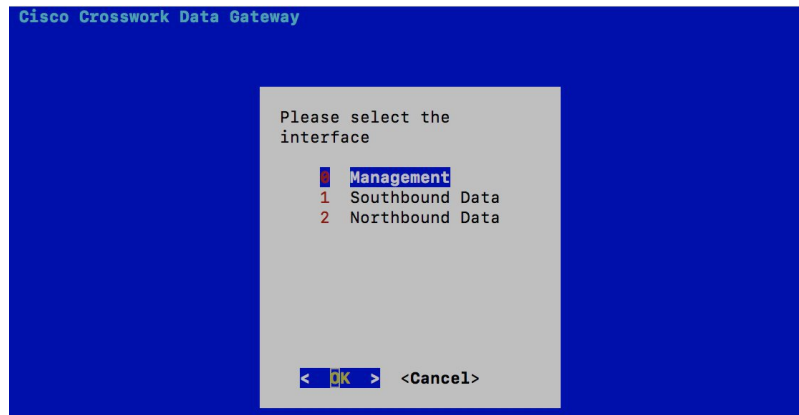 Cisco Crosswork Data Gateway
Please select the
interface
0 Management
1 Southbound Data
2 Northbound Data
< OK > <Cancel>